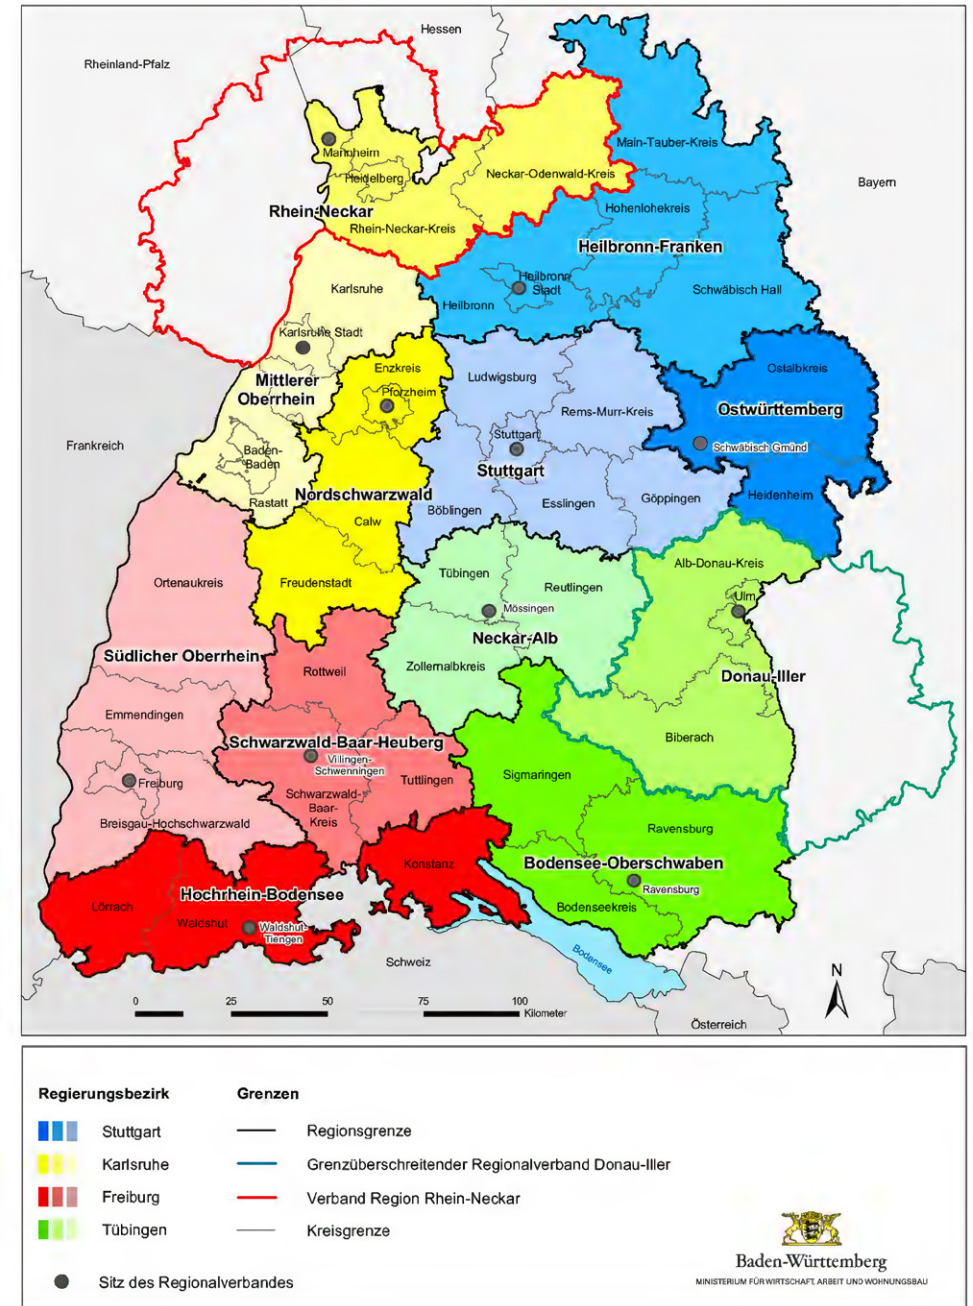 Hessen
Rheinland-Pfalz
Main-Tauber-Kreis
Mannheim
Neckar-Odenwald-Kreis
Heidelberg
Bayern
Rhein-Neckar
Hohenlohekreis
Rhein-Neckar-Kreis
Heilbronn-Franken
Heilbronn
Stadt
Karlsruhe
Schwäbisch Hall
Heilbronn
Karlsruhe Stadt
Enzkreis
Ostalbkreis
Ludwigsburg
Mittlerer
Oberrhein
Pforzheim
Rems-Murr-Kreis
Ostwürttemberg
Stuttgart
Frankreich
Schwäbisch Gmünd
Baden-
Baden
Stuttgart
Nordschwarzwald
Göppingen
Heidenheim
Rastatt
Esslingen
Böblingen
Calw
Alb-Donau-Kreis
Tübingen
Ortenaukreis
Freudenstadt
Reutlingen
Ulm
Mössingen
Neckar-Alb
Südlicher Oberrhein
Zollernalbkreis
Rottweil
Donau-Iller
Emmendingen
Biberach
Schwarzwald-Baar-Heuberg
Villingen-
Schwenningen
Sigmaringen
Tuttlingen
Freiburg
Schwarzwald-
Baar-
Kreis
Breisgau-Hochschwarzwald
Ravensburg
Konstanz
Bodensee-Oberschwaben
Ravensburg
Hochrhein-Bodensee
Lörrach
Bodenseekreis
Waldshut
Waldshut-
Tiengen
Bodensee
Schweiz
N
0 25 50 75 100
Kilometer
Österreich
Regierungsbezirk
Grenzen
Stuttgart
Regionsgrenze
Karlsruhe
Grenzüberschreitender Regionalverband Donau-Iller
Freiburg
Verband Region Rhein-Neckar
Tübingen
Kreisgrenze
Sitz des Regionalverbandes
Baden-Württemberg
MINISTERIUM FÜR WIRTSCHAFT, ARBEIT UND WOHNUNGSBAU